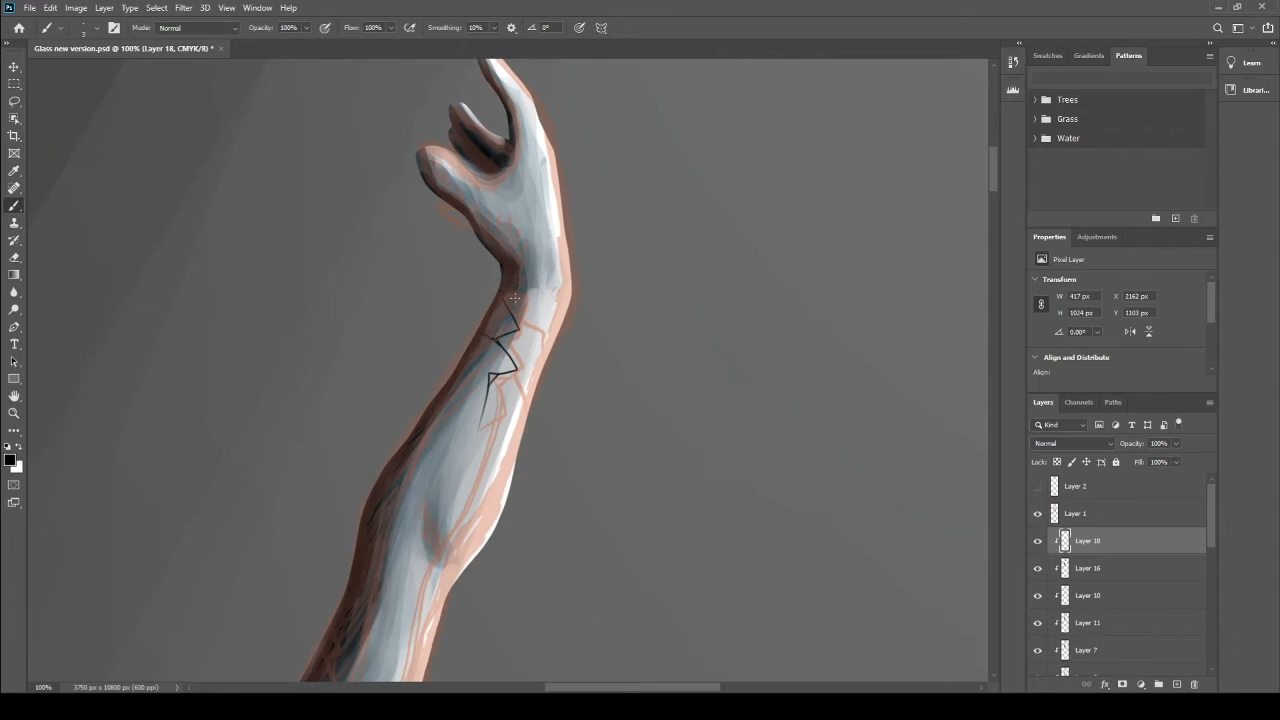 Ps File Edit Image Layer Type Select Filter 3D View Window Help
3 Mode: Normal Opacity: 100% Flow: 100% Smoothing: 10% 0°
Glass new version.psd @ 100% (Layer 18, CMYK/8) *
Swatches Gradients Patterns
Trees
Grass
Water
Learn
Librari...
Properties Adjustments
Pixel Layer
Transform
W 417 px X 2162 px
H 1024 px Y 1103 px
0.00°
Align and Distribute
Align:
Layers Channels Paths
Kind
Normal Opacity: 100%
Lock: Fill: 100%
Layer 2
Layer 1
Layer 18
Layer 16
Layer 10
Layer 11
Layer 7
100% 3750 px x 10800 px (600 ppi)